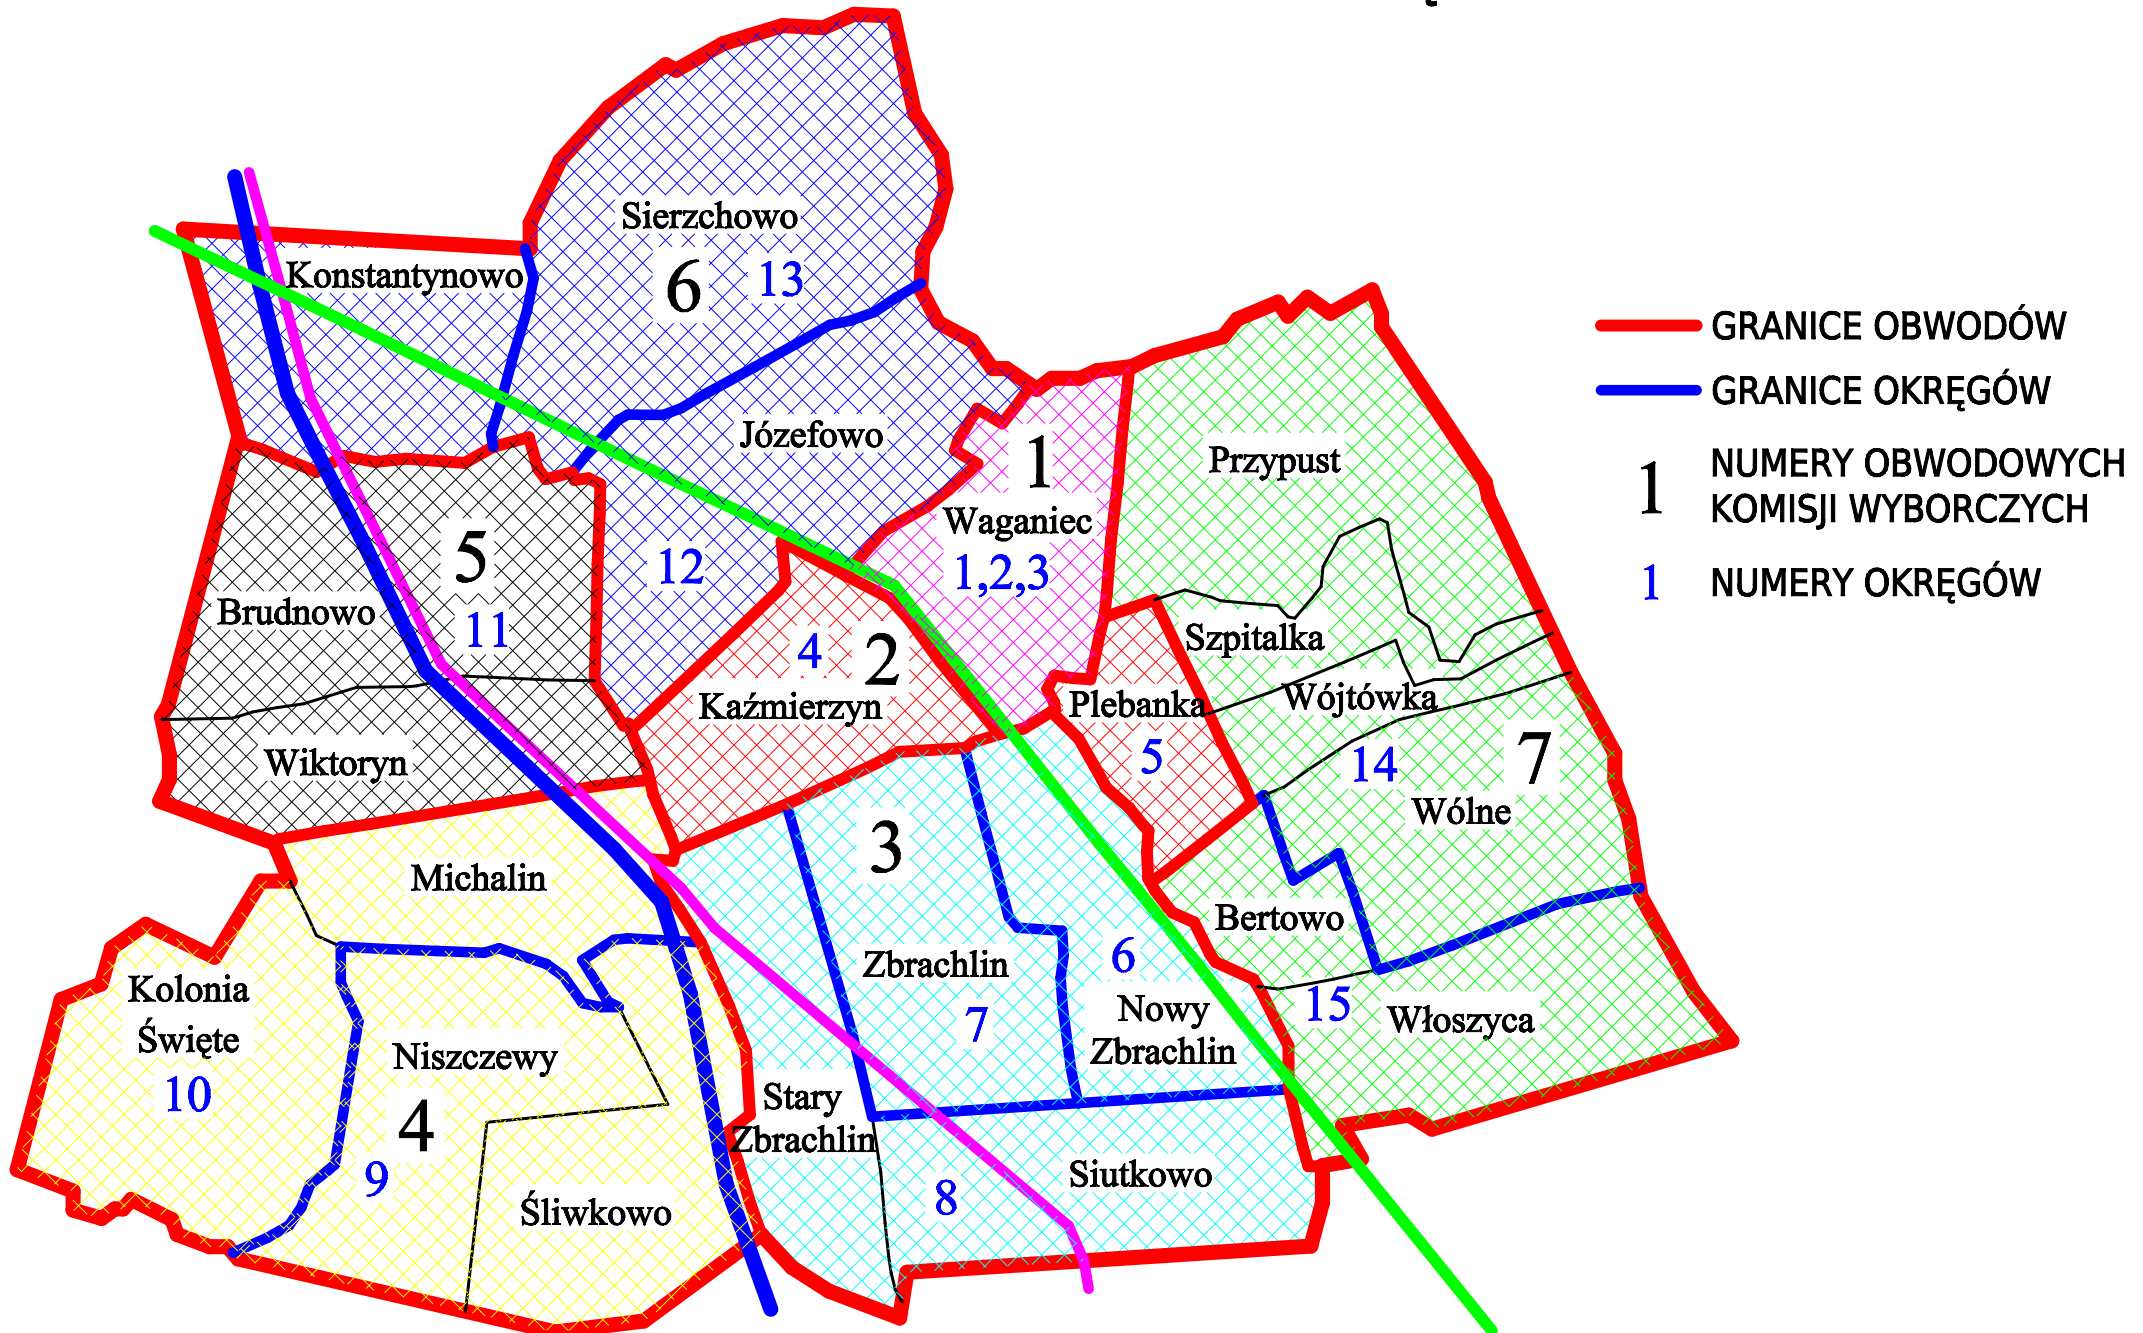 Sierzchowo
6 13
Konstantynowo
Józefowo
1
Waganiec
1,2,3
Przypust
5
11
12
Brudnowo
Wiktoryn
4 2
Kaźmierzyn
Plebanka
5
Szpitalka
Wójtówka
14 7
Wólne
Michalin
3
Bertowo
Zbrachlin
7
6
Nowy
Zbrachlin
15
Włoszyca
Kolonia
Święte
10
Niszczewy
4
9
Śliwkowo
Stary
Zbrachlin
8
Siutkowo
GRANICE OBWODÓW
GRANICE OKRĘGÓW
1 NUMERY OBWODOWYCH
KOMISJI WYBORCZYCH
1 NUMERY OKRĘGÓW